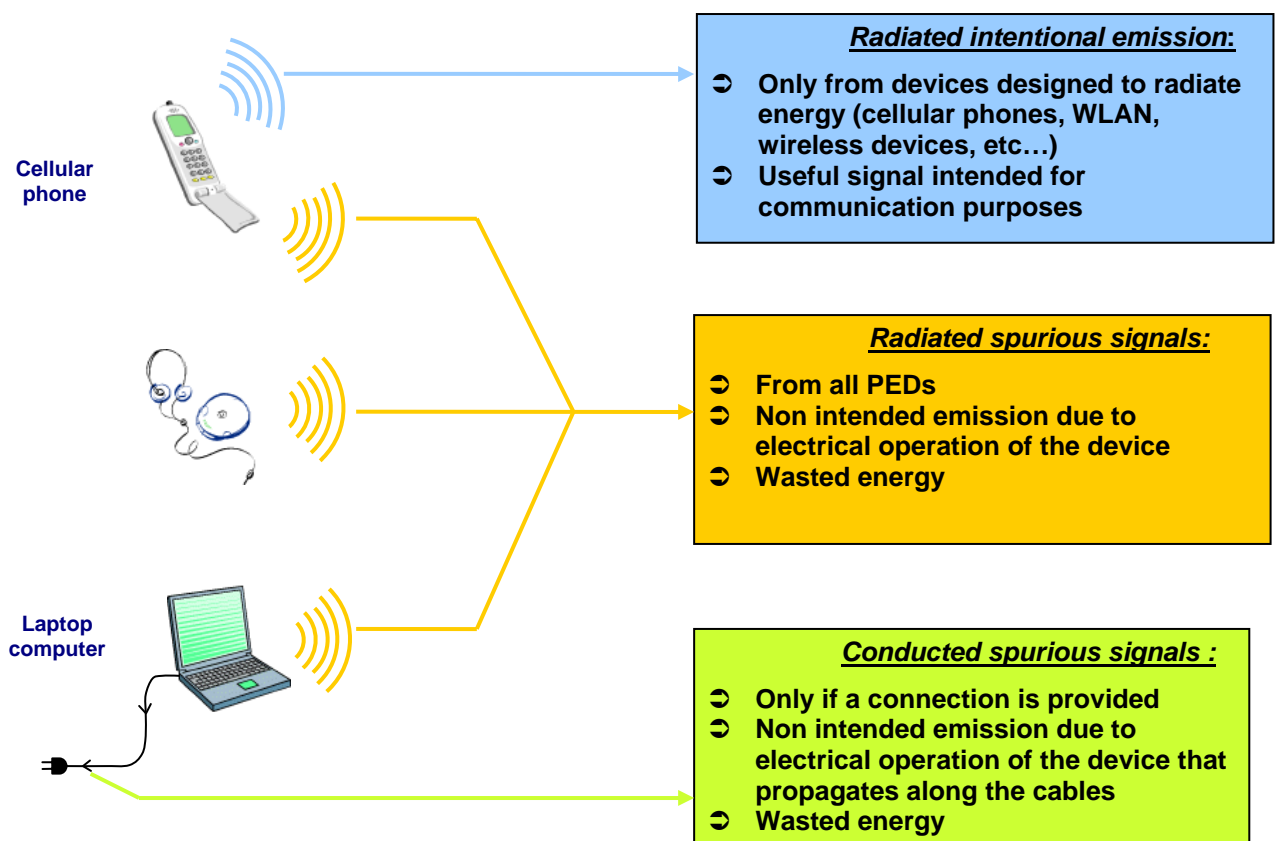 Radiated intentional emission:
➲ Only from devices designed to radiate
energy (cellular phones, WLAN,
wireless devices, etc…)
➲ Useful signal intended for
communication purposes
Cellular
phone
Radiated spurious signals:
➲ From all PEDs
➲ Non intended emission due to
electrical operation of the device
➲ Wasted energy
Laptop
computer
Conducted spurious signals :
➲ Only if a connection is provided
➲ Non intended emission due to
electrical operation of the device that
propagates along the cables
➲ Wasted energy